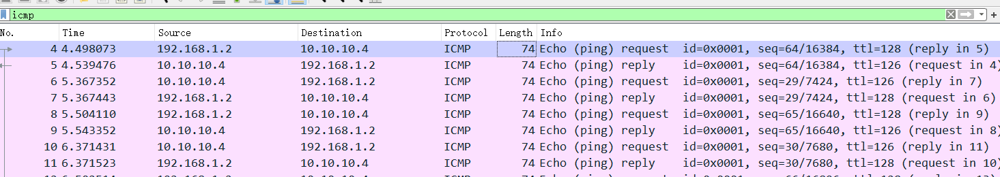 icmp
No. Time Source Destination Protocol Length Info
4 4.498073 192.168.1.2 10.10.10.4 ICMP 74 Echo (ping) request id=0x0001, seq=64/16384, ttl=128 (reply in 5)
5 4.539476 10.10.10.4 192.168.1.2 ICMP 74 Echo (ping) reply id=0x0001, seq=64/16384, ttl=126 (request in 4)
6 5.367352 10.10.10.4 192.168.1.2 ICMP 74 Echo (ping) request id=0x0001, seq=29/7424, ttl=126 (reply in 7)
7 5.367443 192.168.1.2 10.10.10.4 ICMP 74 Echo (ping) reply id=0x0001, seq=29/7424, ttl=128 (request in 6)
8 5.504110 192.168.1.2 10.10.10.4 ICMP 74 Echo (ping) request id=0x0001, seq=65/16640, ttl=128 (reply in 9)
9 5.543352 10.10.10.4 192.168.1.2 ICMP 74 Echo (ping) reply id=0x0001, seq=65/16640, ttl=126 (request in 8)
10 6.371431 10.10.10.4 192.168.1.2 ICMP 74 Echo (ping) request id=0x0001, seq=30/7680, ttl=126 (reply in 11)
11 6.371523 192.168.1.2 10.10.10.4 ICMP 74 Echo (ping) reply id=0x0001, seq=30/7680, ttl=128 (request in 10)